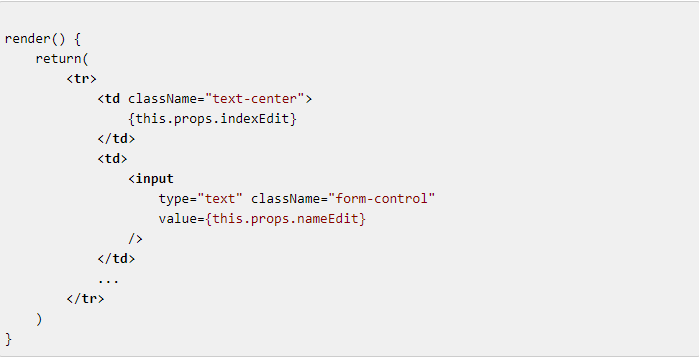 render() {
    return(
        <tr>
            <td className="text-center">
                {this.props.indexEdit}
            </td>
            <td>
                <input
                    type="text" className="form-control"
                    value={this.props.nameEdit}
                />
            </td>
            ...
        </tr>
    )
}